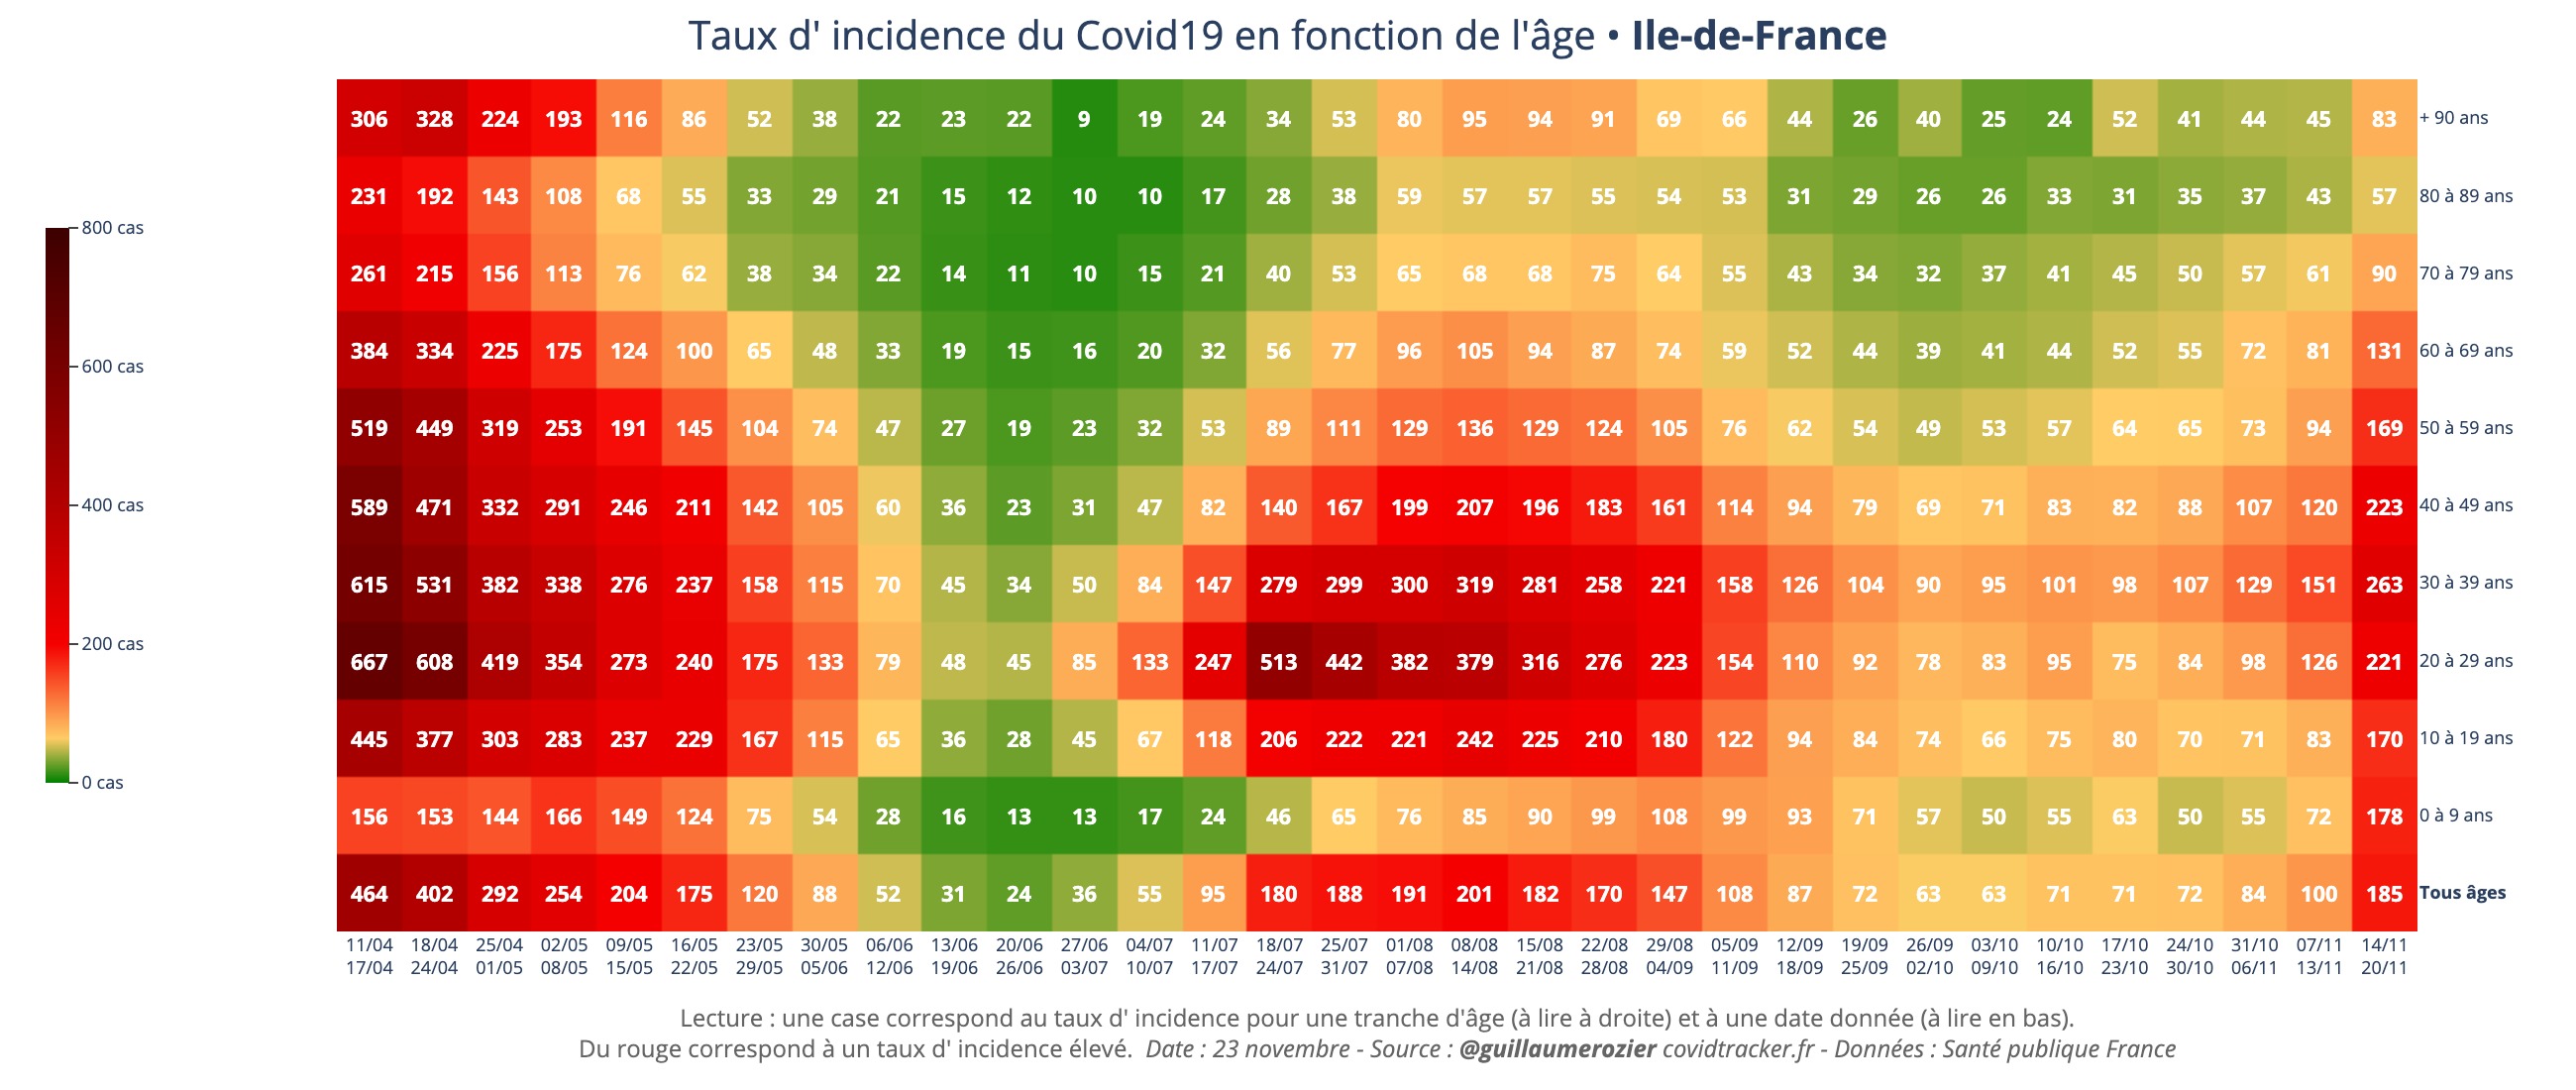 Taux d' incidence du Covid19 en fonction de l'âge • Ile-de-France
306 328 224 193 116 86 52 38 22 23 22 9 19 24 34 53 80 95 94 91 69 66 44 26 40 25 24 52 41 44 45 83 + 90 ans
231 192 143 108 68 55 33 29 21 15 12 10 10 17 28 38 59 57 57 55 54 53 31 29 26 26 33 31 35 37 43 57 80 à 89 ans
800 cas
261 215 156 113 76 62 38 34 22 14 11 10 15 21 40 53 65 68 68 75 64 55 43 34 32 37 41 45 50 57 61 90 70 à 79 ans
384 334 225 175 124 100 65 48 33 19 15 16 20 32 56 77 96 105 94 87 74 59 52 44 39 41 44 52 55 72 81 131 60 à 69 ans
600 cas
519 449 319 253 191 145 104 74 47 27 19 23 32 53 89 111 129 136 129 124 105 76 62 54 49 53 57 64 65 73 94 169 50 à 59 ans
400 cas
589 471 332 291 246 211 142 105 60 36 23 31 47 82 140 167 199 207 196 183 161 114 94 79 69 71 83 82 88 107 120 223 40 à 49 ans
615 531 382 338 276 237 158 115 70 45 34 50 84 147 279 299 300 319 281 258 221 158 126 104 90 95 101 98 107 129 151 263 30 à 39 ans
200 cas
667 608 419 354 273 240 175 133 79 48 45 85 133 247 513 442 382 379 316 276 223 154 110 92 78 83 95 75 84 98 126 221 20 à 29 ans
445 377 303 283 237 229 167 115 65 36 28 45 67 118 206 222 221 242 225 210 180 122 94 84 74 66 75 80 70 71 83 170 10 à 19 ans
0 cas
156 153 144 166 149 124 75 54 28 16 13 13 17 24 46 65 76 85 90 99 108 99 93 71 57 50 55 63 50 55 72 178 0 à 9 ans
464 402 292 254 204 175 120 88 52 31 24 36 55 95 180 188 191 201 182 170 147 108 87 72 63 63 71 71 72 84 100 185 Tous âges
11/04 18/04 25/04 02/05 09/05 16/05 23/05 30/05 06/06 13/06 20/06 27/06 04/07 11/07 18/07 25/07 01/08 08/08 15/08 22/08 29/08 05/09 12/09 19/09 26/09 03/10 10/10 17/10 24/10 31/10 07/11 14/11
17/04 24/04 01/05 08/05 15/05 22/05 29/05 05/06 12/06 19/06 26/06 03/07 10/07 17/07 24/07 31/07 07/08 14/08 21/08 28/08 04/09 11/09 18/09 25/09 02/10 09/10 16/10 23/10 30/10 06/11 13/11 20/11
Lecture : une case correspond au taux d' incidence pour une tranche d'âge (à lire à droite) et à une date donnée (à lire en bas).
Du rouge correspond à un taux d' incidence élevé. Date : 23 novembre - Source : @guillaumerozier covidtracker.fr - Données : Santé publique France